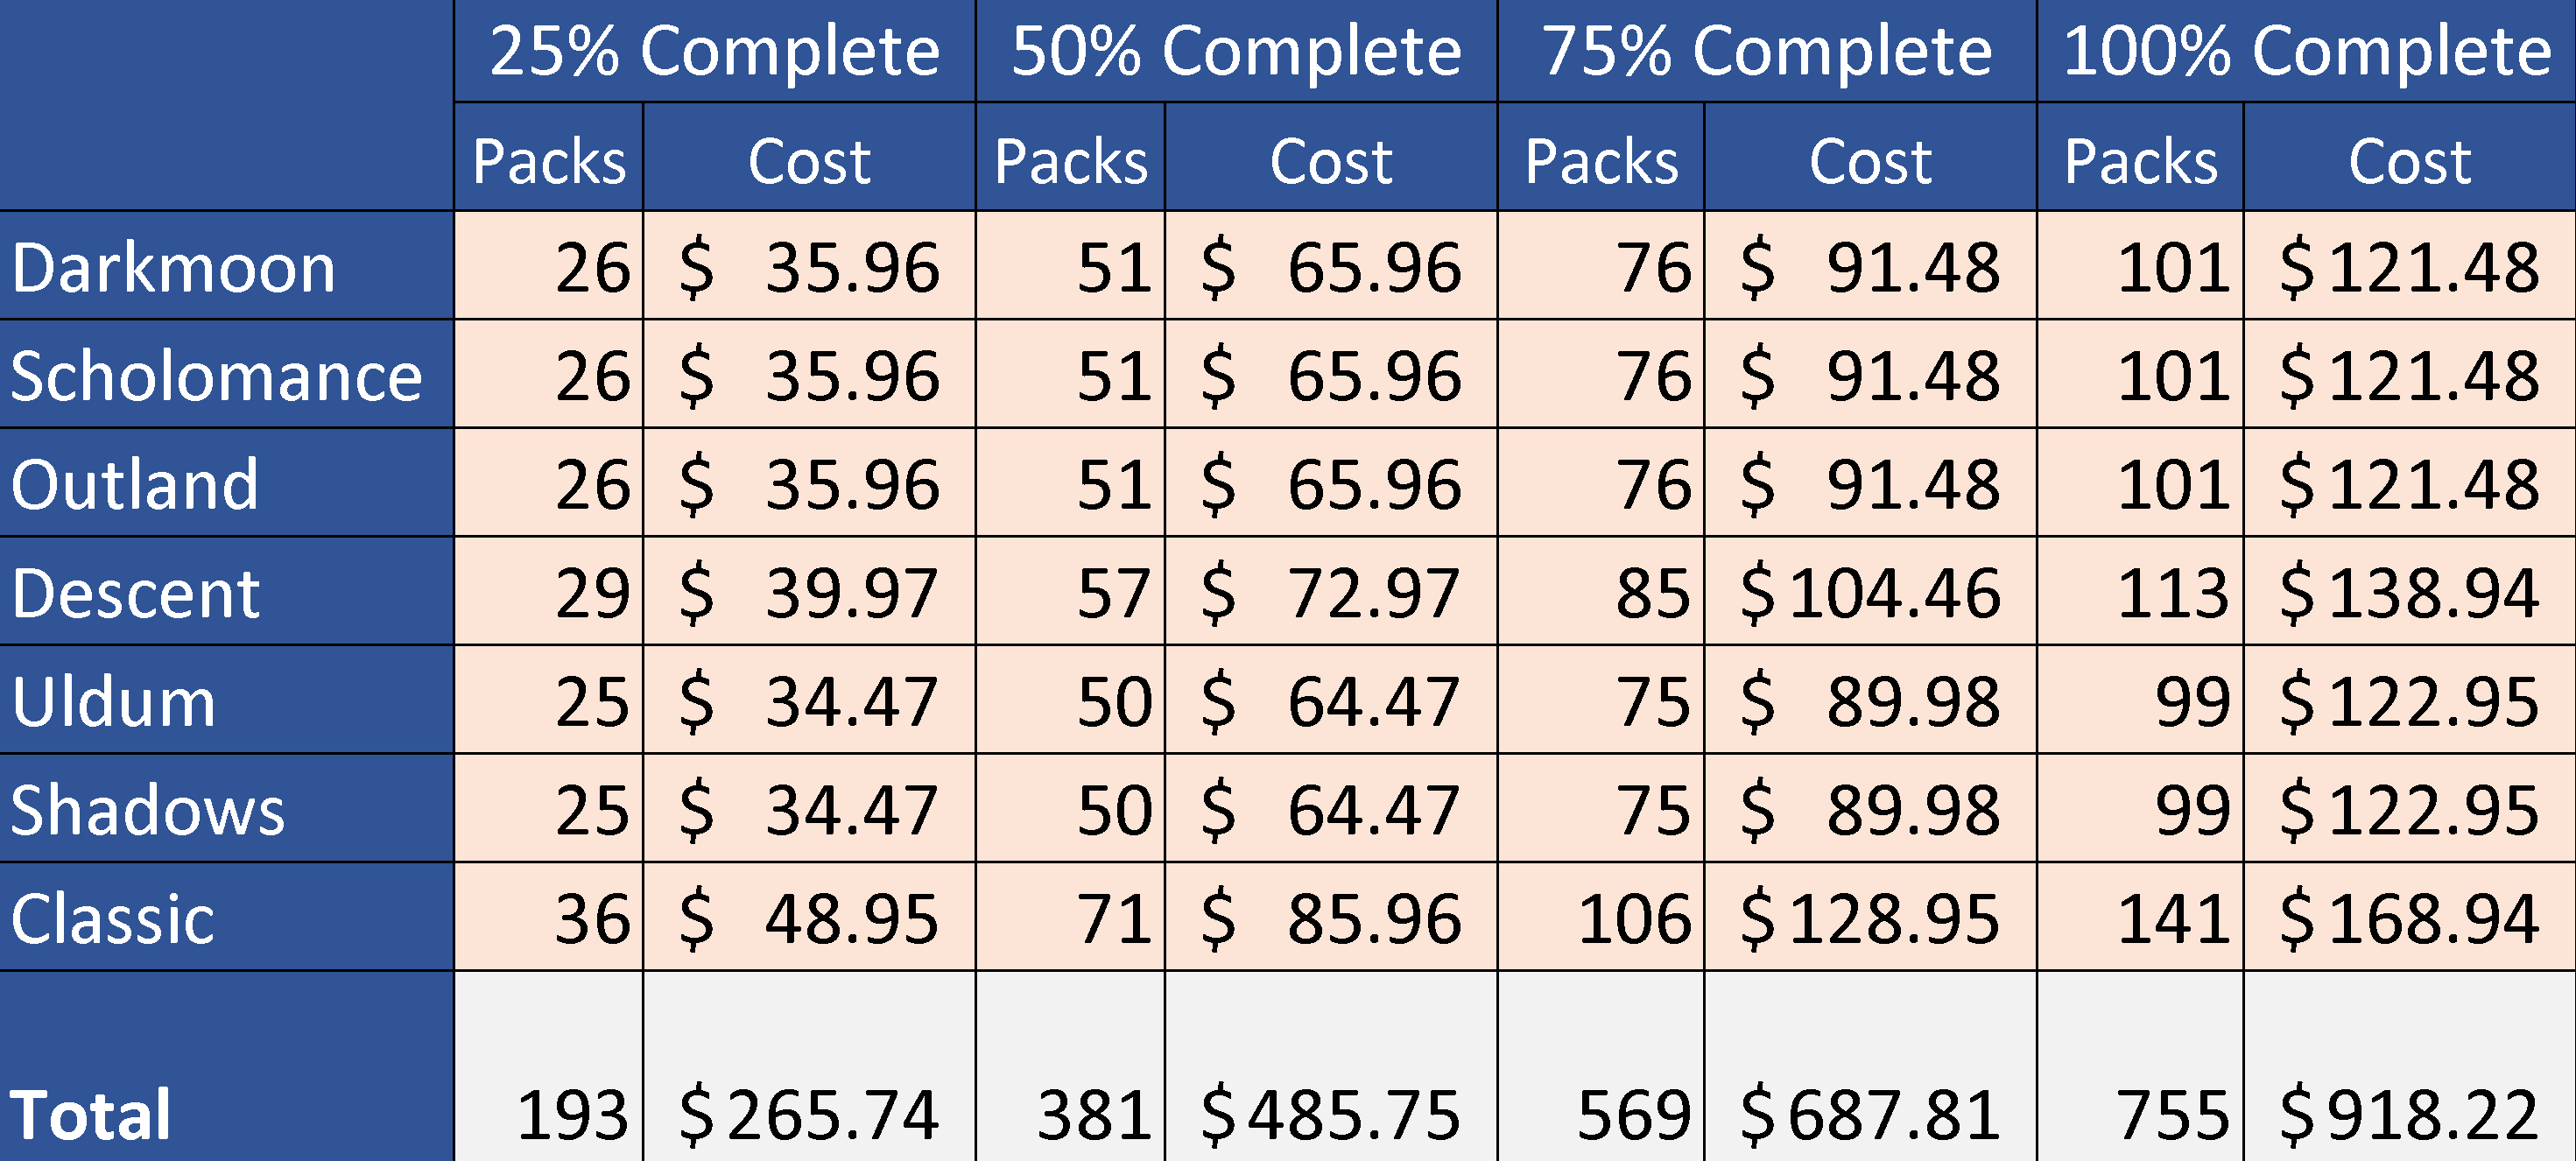 25% Complete 50% Complete 75% Complete 100% Complete
Packs Cost Packs Cost Packs Cost Packs Cost
Darkmoon 26 $ 35.96 51 $ 65.96 76 $ 91.48 101 $121.48
Scholomance 26 $ 35.96 51 $ 65.96 76 $ 91.48 101 $121.48
Outland 26 $ 35.96 51 $ 65.96 76 $ 91.48 101 $121.48
Descent 29 $ 39.97 57 $ 72.97 85 $104.46 113 $138.94
Uldum 25 $ 34.47 50 $ 64.47 75 $ 89.98 99 $122.95
Shadows 25 $ 34.47 50 $ 64.47 75 $ 89.98 99 $122.95
Classic 36 $ 48.95 71 $ 85.96 106 $128.95 141 $168.94
Total 193 $265.74 381 $485.75 569 $687.81 755 $918.22